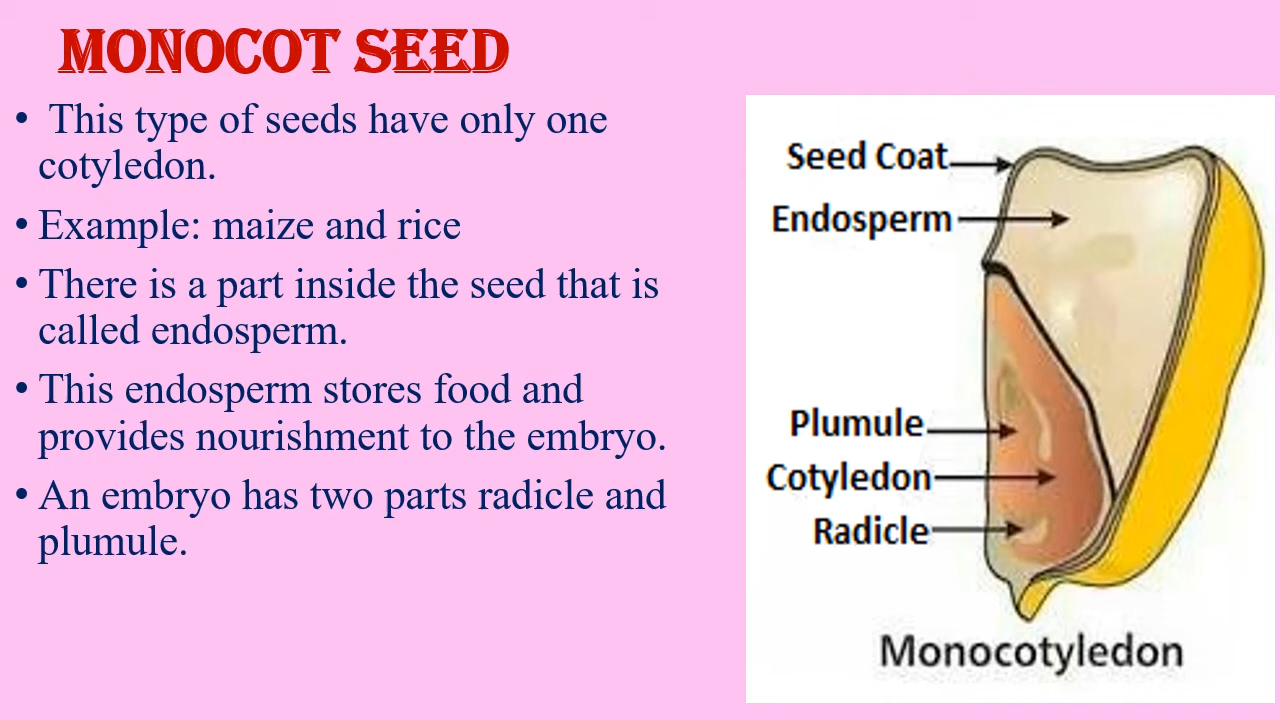 MONOCOT SEED
• This type of seeds have only one
cotyledon.
• Example: maize and rice
• There is a part inside the seed that is
called endosperm.
• This endosperm stores food and
provides nourishment to the embryo.
• An embryo has two parts radicle and
plumule.
Seed Coat
Endosperm
Plumule
Cotyledon
Radicle
Monocotyledon